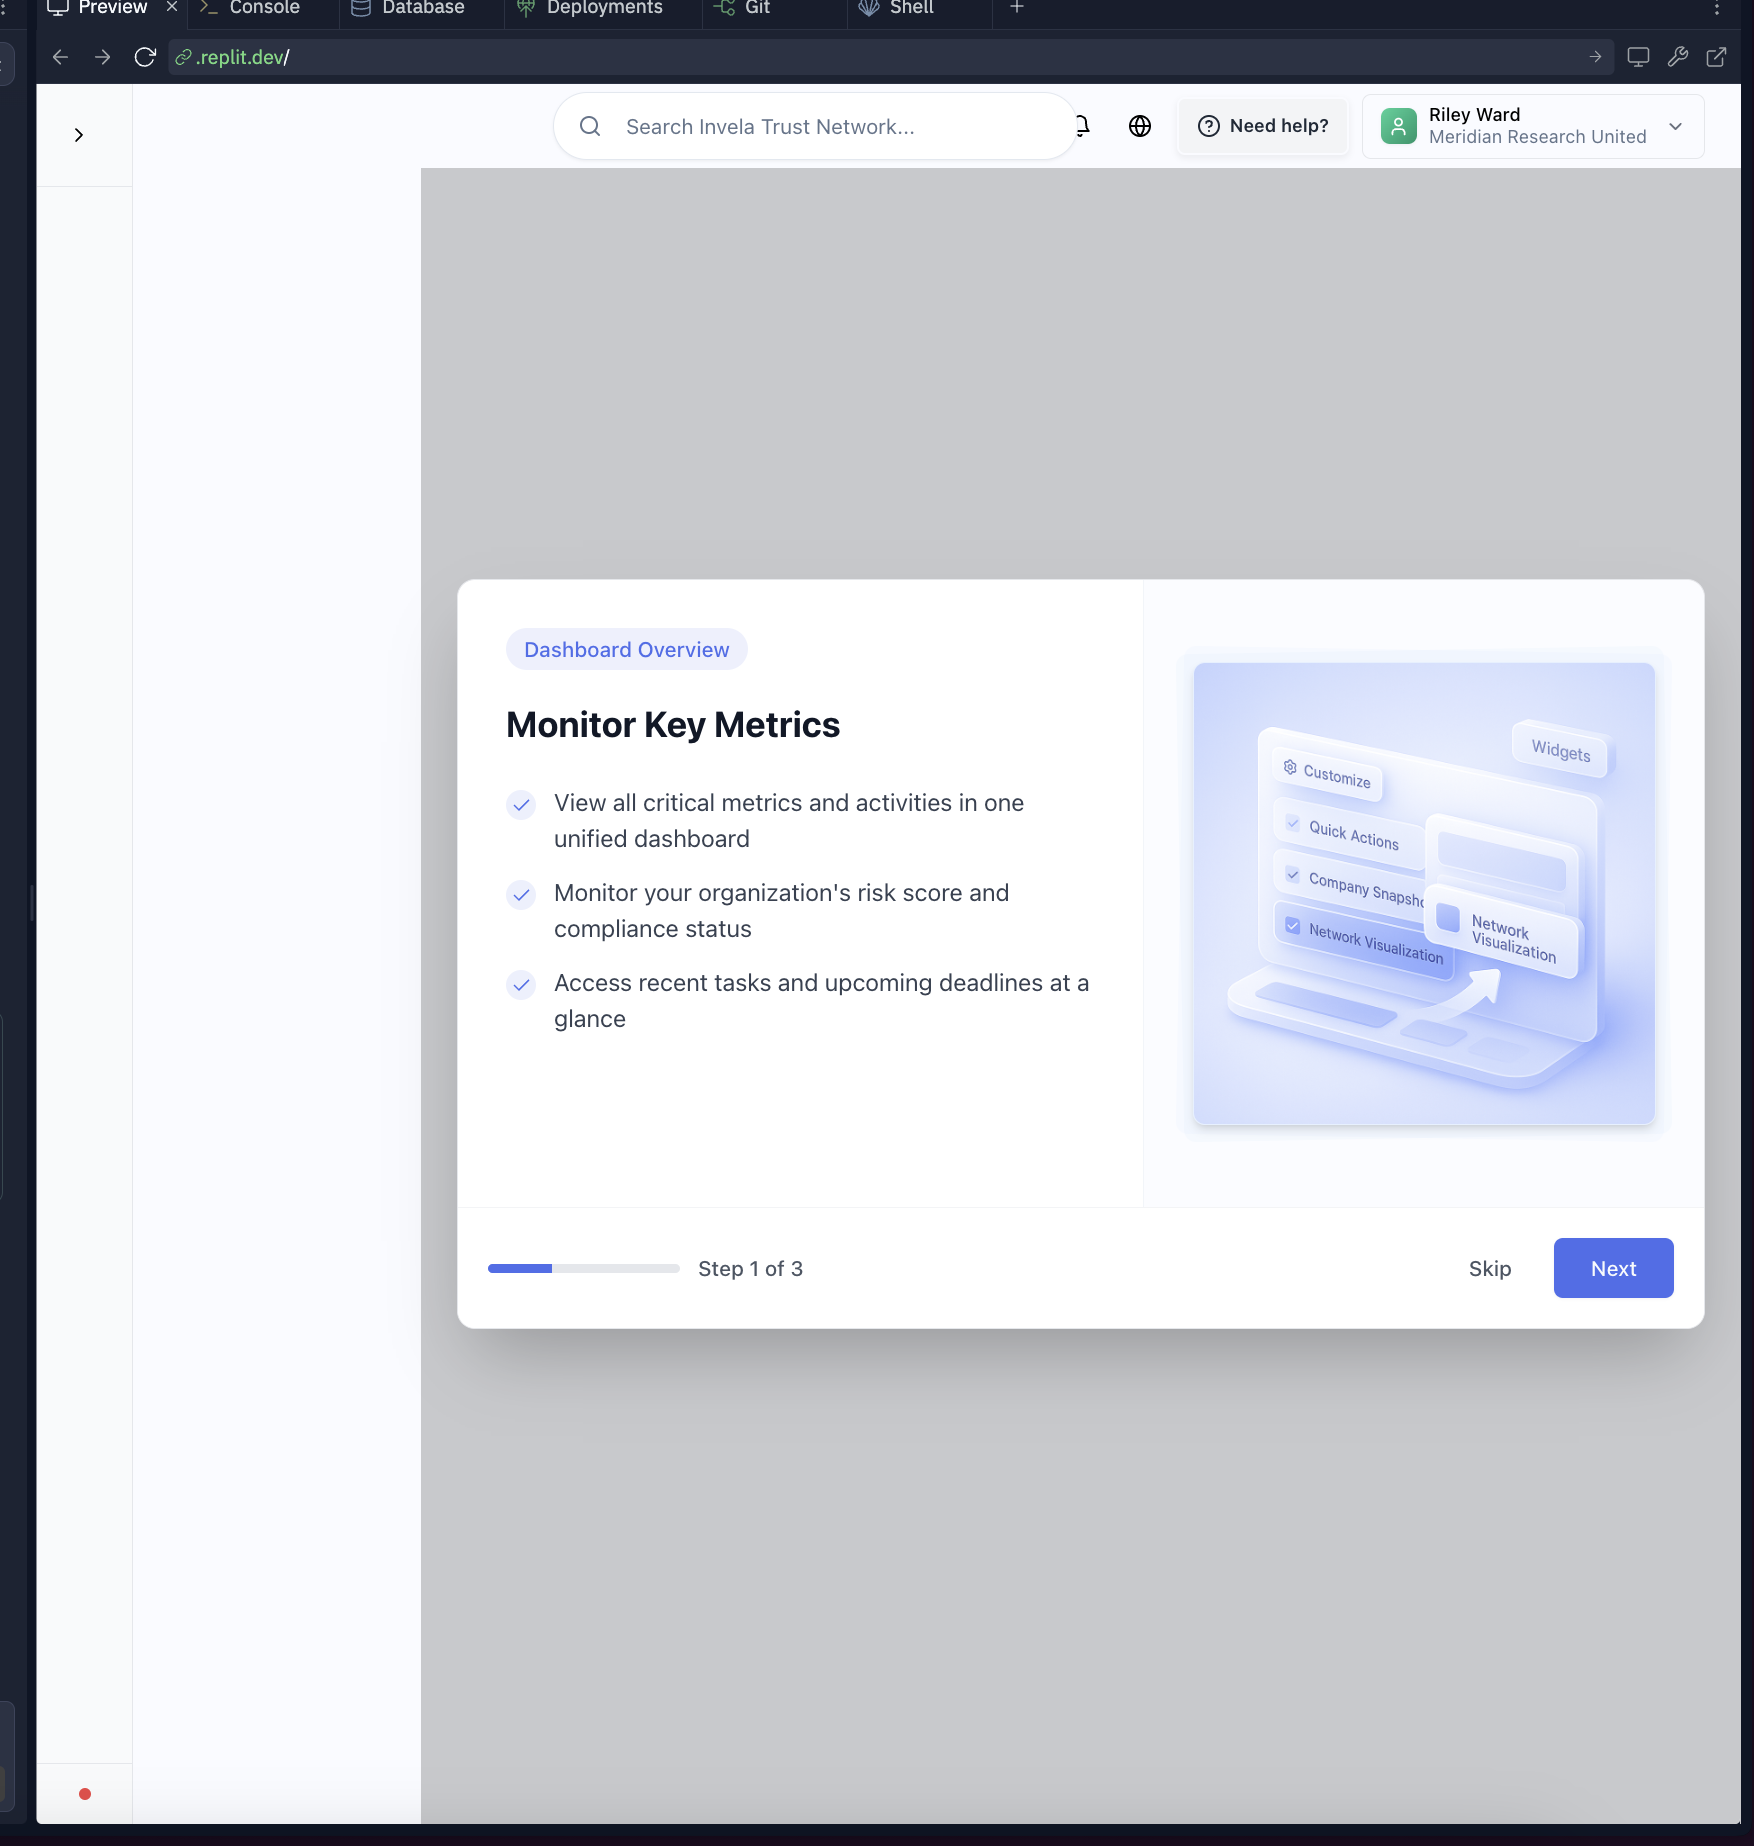 Preview
Console
Database
Deployments
Git
Shell
.replit.dev/
Search Invela Trust Network...
Need help?
Riley Ward
Meridian Research United
Dashboard Overview
Monitor Key Metrics
View all critical metrics and activities in one
unified dashboard
Monitor your organization's risk score and
compliance status
Access recent tasks and upcoming deadlines at a
glance
Widgets
Customize
Quick Actions
Company Snapsho
Network Visualization
Network
Visualization
Step 1 of 3
Skip
Next